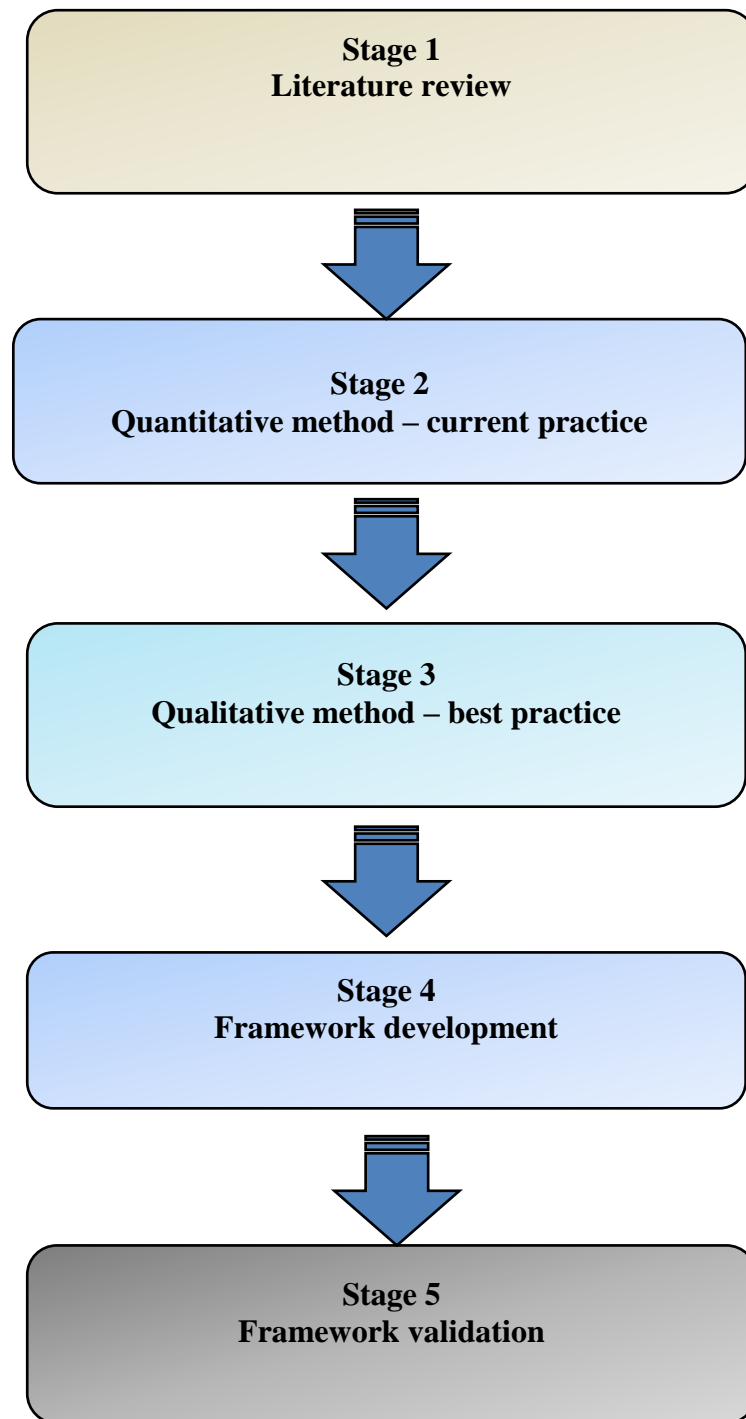 Stage 1
Literature review
Stage 2
Quantitative method – current practice
Stage 3
Qualitative method – best practice
Stage 4
Framework development
Stage 5
Framework validation